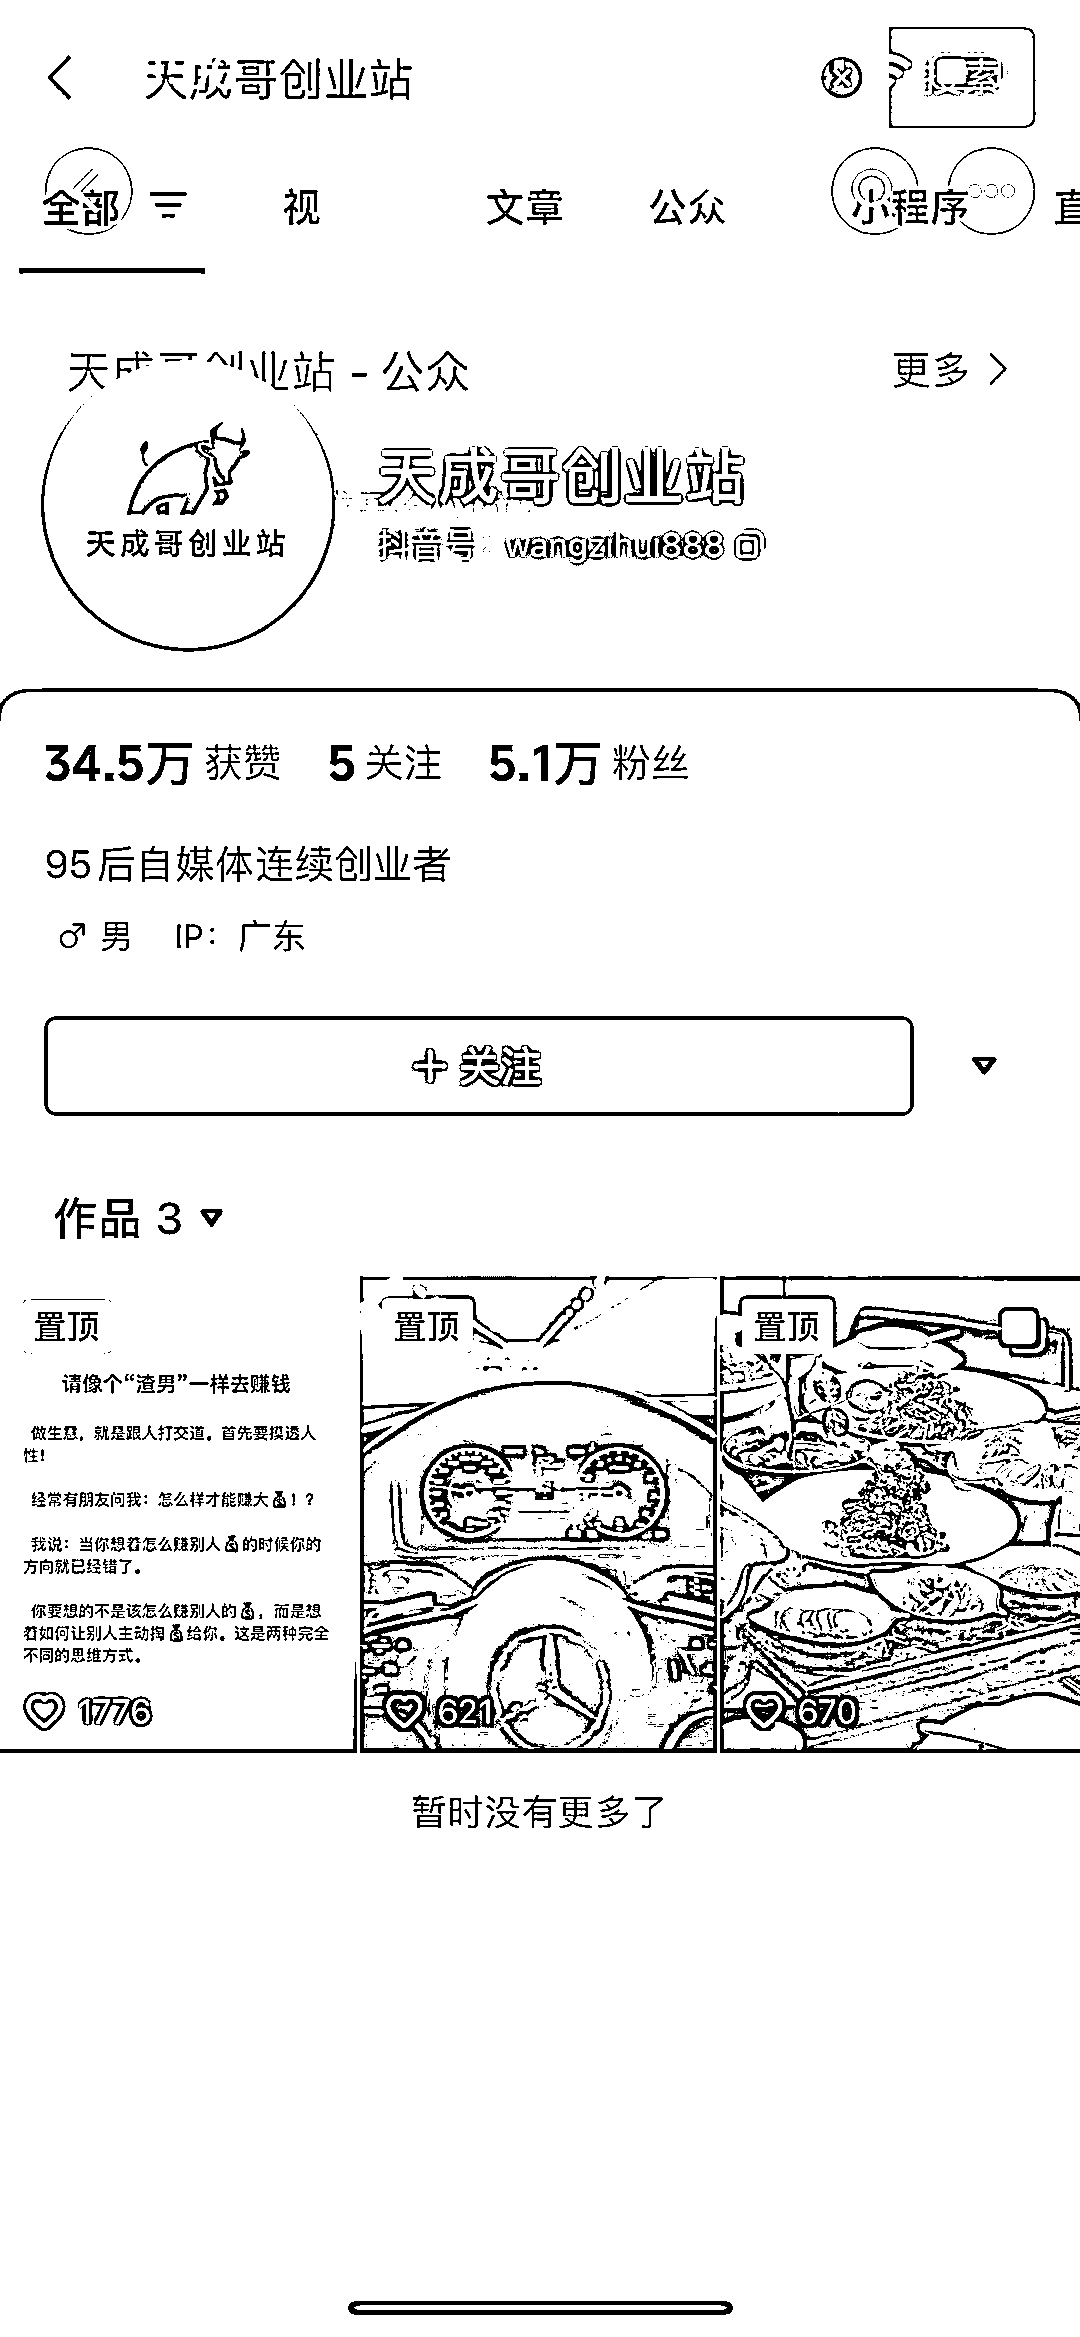 天成哥创业站
搜索
全部 视 文章 公众 小程序 直
天成哥创业站 - 公众 更多
天成哥创业站
天成哥创业站
抖音号：wangzihui888
34.5万 获赞 5 关注 5.1万 粉丝
95后自媒体连续创业者
♂ 男 IP：广东
+ 关注
作品 3
置顶 置顶 置顶
请像个“渣男”一样去赚钱
做生意，就是跟人打交道。首先要摸透人
性！
经常有朋友问我：怎么样才能赚大💰！？
我说：当你想着怎么赚别人💰的时候你的
方向就已经错了。
你要想的不是该怎么赚别人的💰，而是想
着如何让别人主动掏💰给你。这是两种完全
不同的思维方式。
1776 621 670
暂时没有更多了